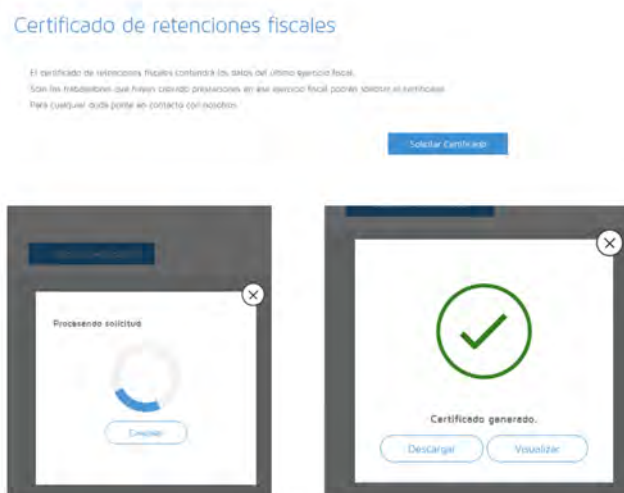 Certificado de retenciones fiscales
El certificado de retenciones fiscales contendrá los datos del último ejercicio fiscal.
Solo los trabajadores que hayan cobrado prestaciones en ese ejercicio fiscal podrán solicitar el certificado.
Para cualquier duda ponte en contacto con nosotros.
Solicitar Certificado
Procesando solicitud
Cancelar
Certificado generado.
Descargar
Visualizar